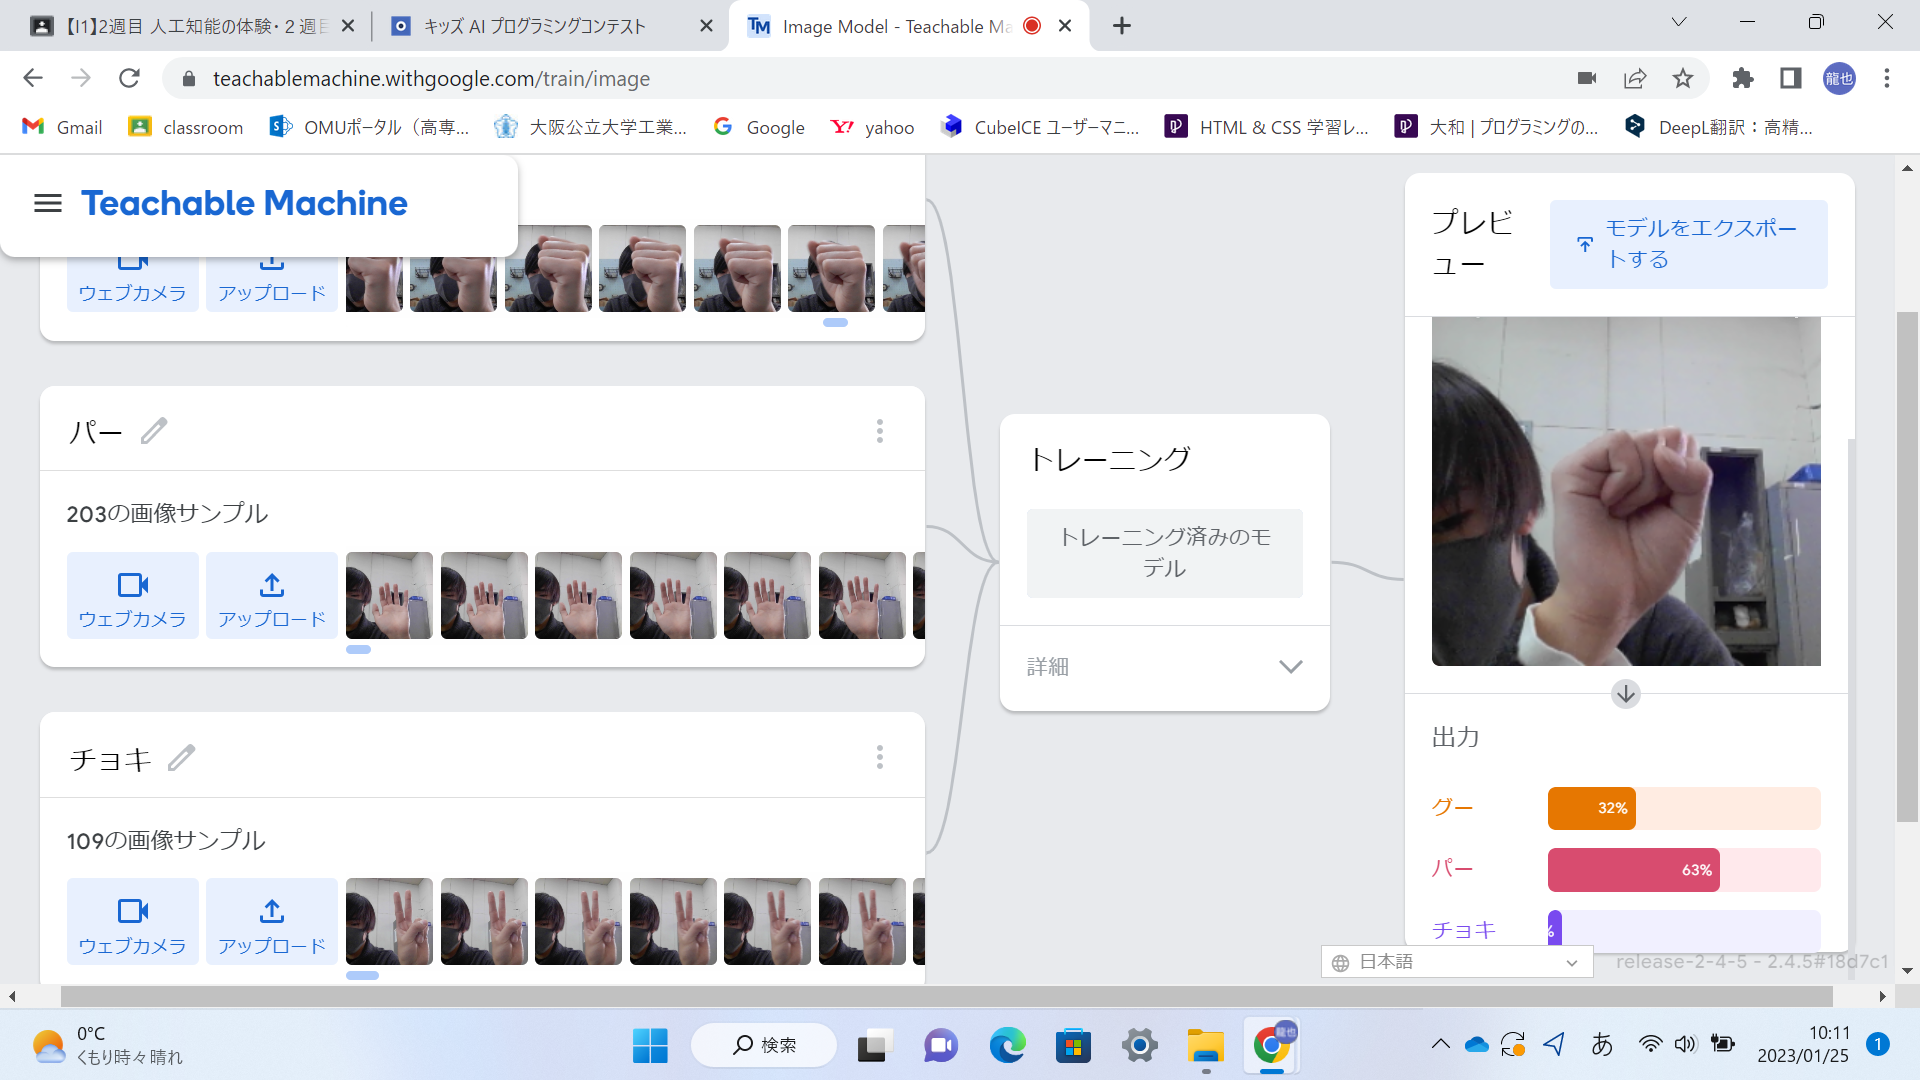 【I1】2週目 人工知能の体験・２週目
キッズ AI プログラミングコンテスト
Image Model - Teachable Ma
teachablemachine.withgoogle.com/train/image
龍也
Gmail
classroom
OMUポータル（高専...
大阪公立大学工業...
Google
yahoo
CubeICE ユーザーマニ...
HTML & CSS 学習レ...
大和 | プログラミングの...
DeepL翻訳：高精...
Teachable Machine
ウェブカメラ
アップロード
パー
203の画像サンプル
ウェブカメラ
アップロード
チョキ
109の画像サンプル
ウェブカメラ
アップロード
トレーニング
トレーニング済みのモ
デル
詳細
プレビ
ュー
モデルをエクスポー
トする
出力
グー
32%
パー
63%
チョキ
%
日本語
release-2-4-5 - 2.4.5#18d7c1
0°C
くもり時々晴れ
検索
龍也
あ
10:11
2023/01/25
1